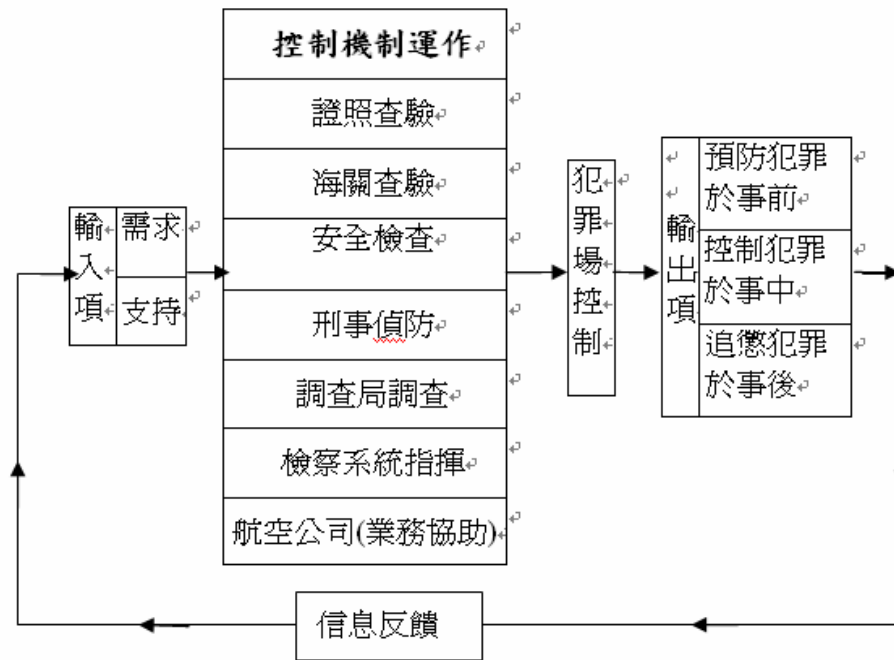 控制機制運作
證照查驗
海關查驗
安全檢查
刑事偵防
調查局調查
檢察系統指揮
航空公司(業務協助)
輸入項
需求
支持
犯罪場控制
輸出項
預防犯罪
於事前
控制犯罪
於事中
追懲犯罪
於事後
信息反饋